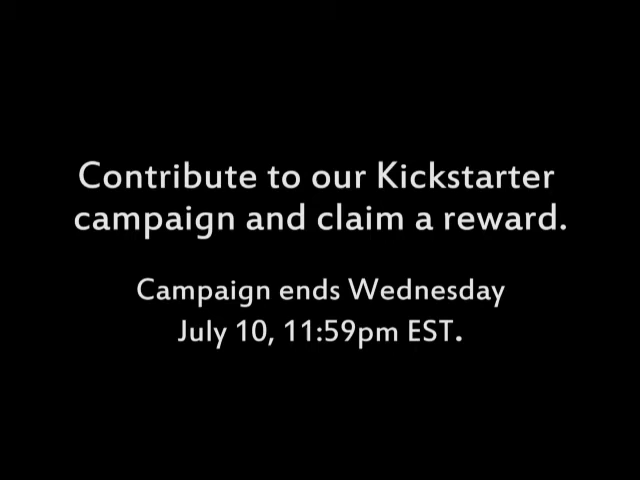 Contribute to our Kickstarter
campaign and claim a reward.
Campaign ends Wednesday
July 10, 11:59pm EST.